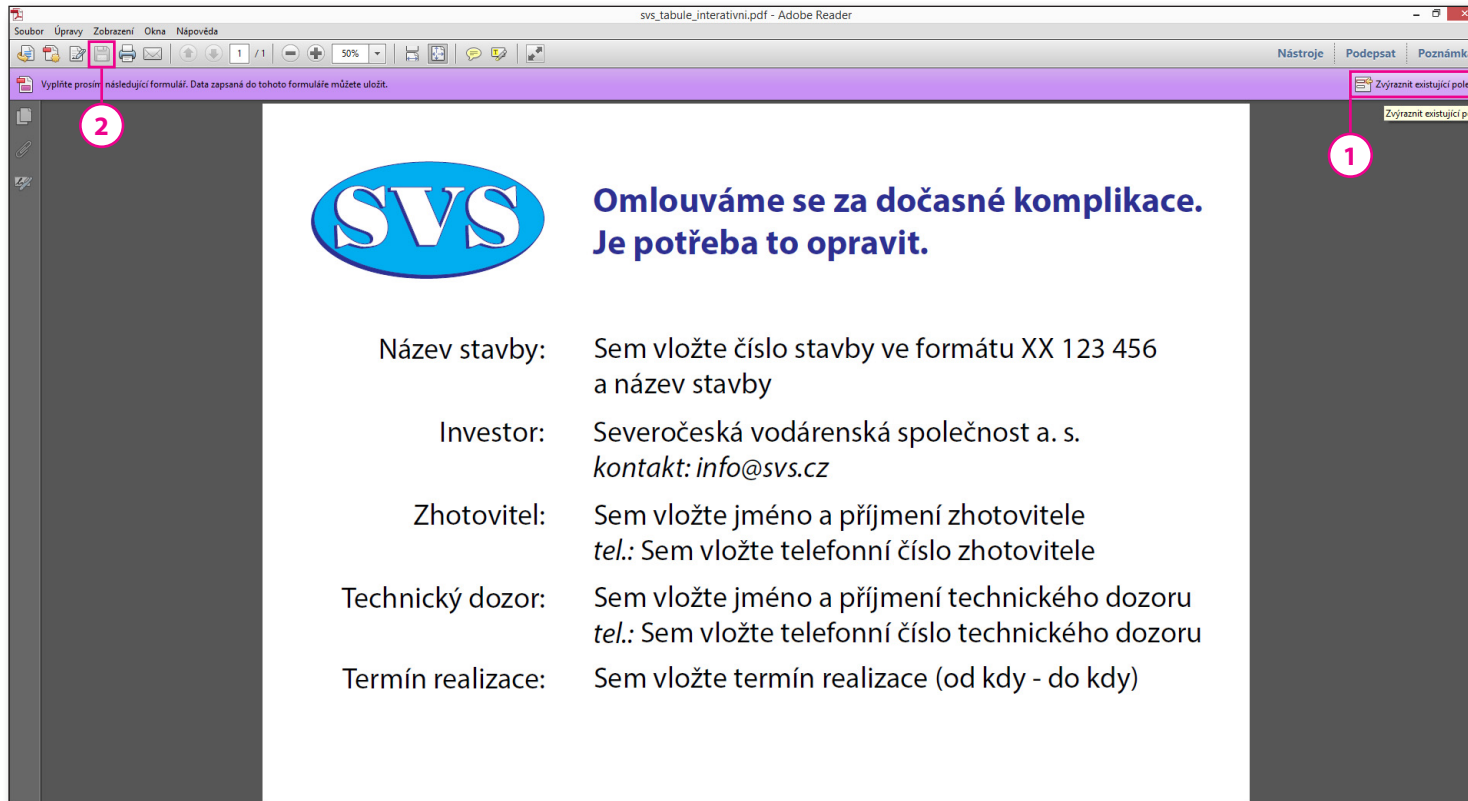 svs_tabule_interativni.pdf - Adobe Reader
Soubor Úpravy Zobrazení Okna Nápověda
1 / 1 50% Nástroje Podepsat Poznámk
Vyplňte prosím následující formulář. Data zapsaná do tohoto formuláře můžete uložit. Zvýraznit existující pole
Zvýraznit existující p
2
1
SVS
Omlouváme se za dočasné komplikace.
Je potřeba to opravit.
Název stavby: Sem vložte číslo stavby ve formátu XX 123 456
a název stavby
Investor: Severočeská vodárenská společnost a. s.
kontakt: info@svs.cz
Zhotovitel: Sem vložte jméno a příjmení zhotovitele
tel.: Sem vložte telefonní číslo zhotovitele
Technický dozor: Sem vložte jméno a příjmení technického dozoru
tel.: Sem vložte telefonní číslo technického dozoru
Termín realizace: Sem vložte termín realizace (od kdy - do kdy)